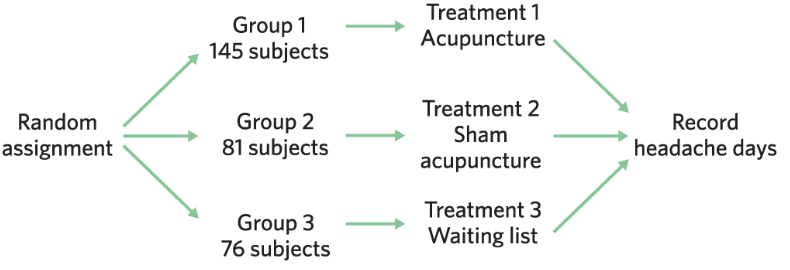 Random
assignment
Group 1
145 subjects
Treatment 1
Acupuncture
Group 2
81 subjects
Treatment 2
Sham
acupuncture
Group 3
76 subjects
Treatment 3
Waiting list
Record
headache days